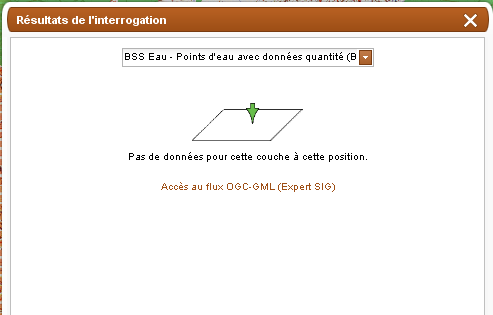 Résultats de l'interrogation
BSS Eau - Points d'eau avec données quantité (B
Pas de données pour cette couche à cette position.
Accès au flux OGC-GML (Expert SIG)